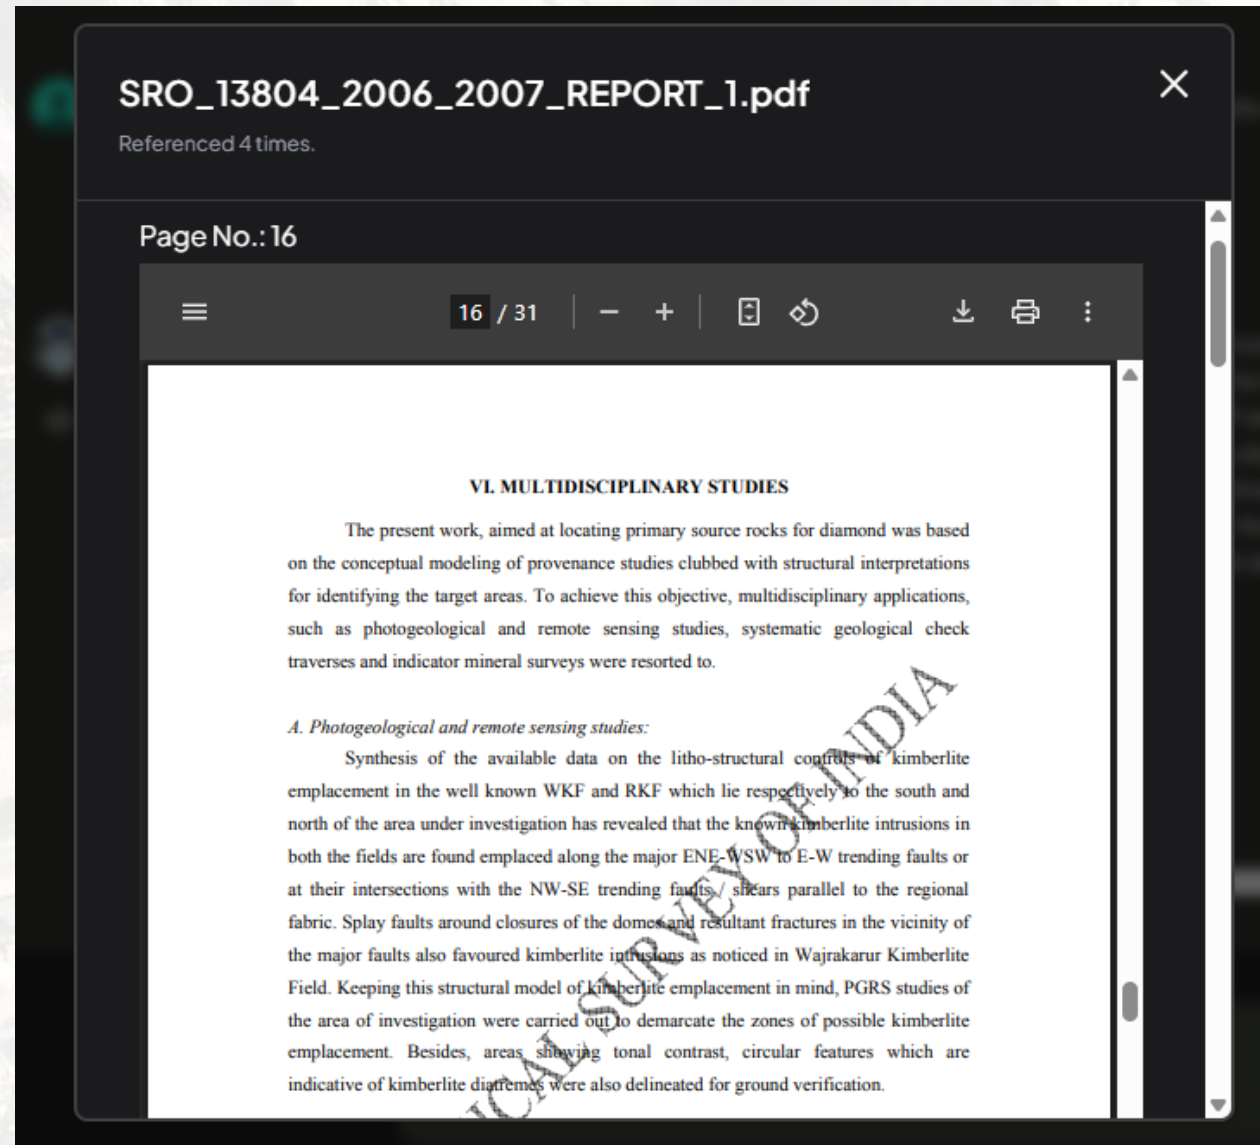 SRO_13804_2006_2007_REPORT_1.pdf
Referenced 4 times.
Page No.: 16
16 / 31
VI. MULTIDISCIPLINARY STUDIES
The present work, aimed at locating primary source rocks for diamond was based
on the conceptual modeling of provenance studies clubbed with structural interpretations
for identifying the target areas. To achieve this objective, multidisciplinary applications,
such as photogeological and remote sensing studies, systematic geological check
traverses and indicator mineral surveys were resorted to.
A. Photogeological and remote sensing studies:
Synthesis of the available data on the litho-structural controls of kimberlite
emplacement in the well known WKF and RKF which lie respectively to the south and
north of the area under investigation has revealed that the known kimberlite intrusions in
both the fields are found emplaced along the major ENE-WSW to E-W trending faults or
at their intersections with the NW-SE trending faults / shears parallel to the regional
fabric. Splay faults around closures of the domes and resultant fractures in the vicinity of
the major faults also favoured kimberlite intrusions as noticed in Wajrakarur Kimberlite
Field. Keeping this structural model of kimberlite emplacement in mind, PGRS studies of
the area of investigation were carried out to demarcate the zones of possible kimberlite
emplacement. Besides, areas showing tonal contrast, circular features which are
indicative of kimberlite diatremes were also delineated for ground verification.
ICAL SURVEY OF INDIA